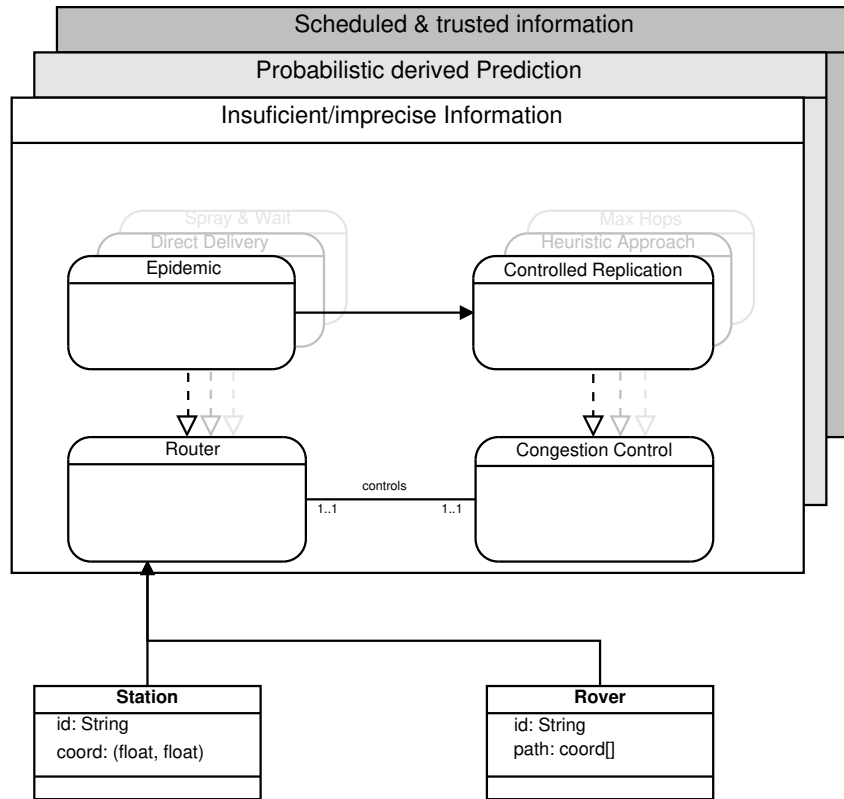 Scheduled & trusted information
Probabilistic derived Prediction
Insuficient/imprecise Information
Spray & Wait
Direct Delivery
Epidemic
Max Hops
Heuristic Approach
Controlled Replication
Router
controls
1..1
1..1
Congestion Control
Station
id: String
coord: (float, float)
Rover
id: String
path: coord[]